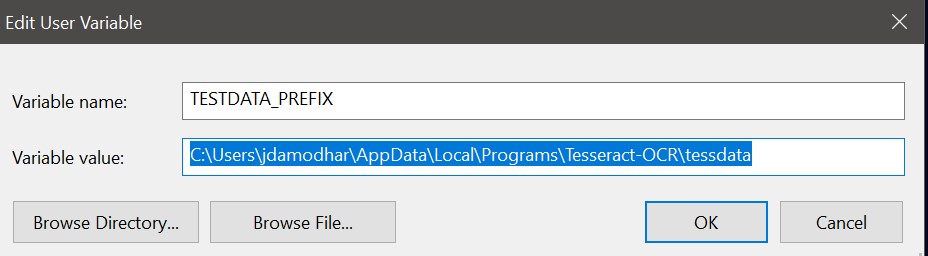 Edit User Variable
Variable name: TESTDATA_PREFIX
Variable value: C:\Users\jdamodhar\AppData\Local\Programs\Tesseract-OCR\tessdata
Browse Directory... Browse File... OK Cancel